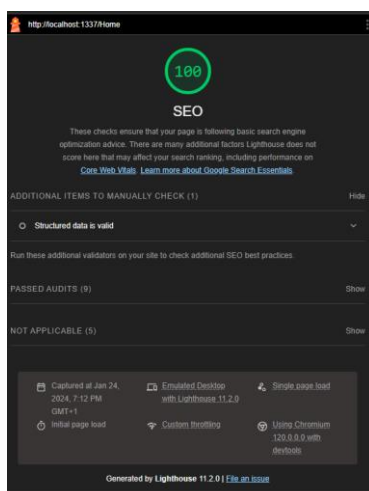 http://localhost:1337/Home
100
SEO
These checks ensure that your page is following basic search engine
optimization advice. There are many additional factors Lighthouse does not
score here that may affect your search ranking, including performance on
Core Web Vitals. Learn more about Google Search Essentials.
ADDITIONAL ITEMS TO MANUALLY CHECK (1) Hide
Structured data is valid
Run these additional validators on your site to check additional SEO best practices.
PASSED AUDITS (9) Show
NOT APPLICABLE (5) Show
Captured at Jan 24,
2024, 7:12 PM
GMT+1
Emulated Desktop
with Lighthouse 11.2.0
Single page load
Initial page load
Custom throttling
Using Chromium
120.0.0.0 with
devtools
Generated by Lighthouse 11.2.0 | File an issue